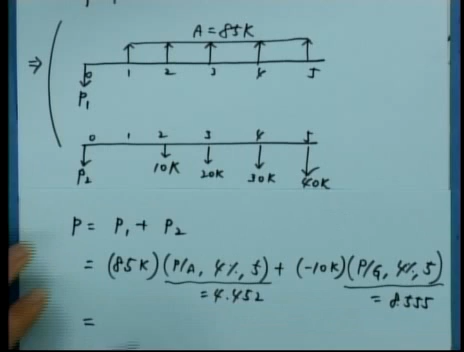 A = 85K
⇒
0 1 2 3 4 5
P₁
0 1 2 3 4 5
P₂ 10K 20K 30K 40K
P = P₁ + P₂
= (85K) (P/A, 4%, 5) + (-10K) (P/G, 4%, 5)
= 4.452 = 8.555
=